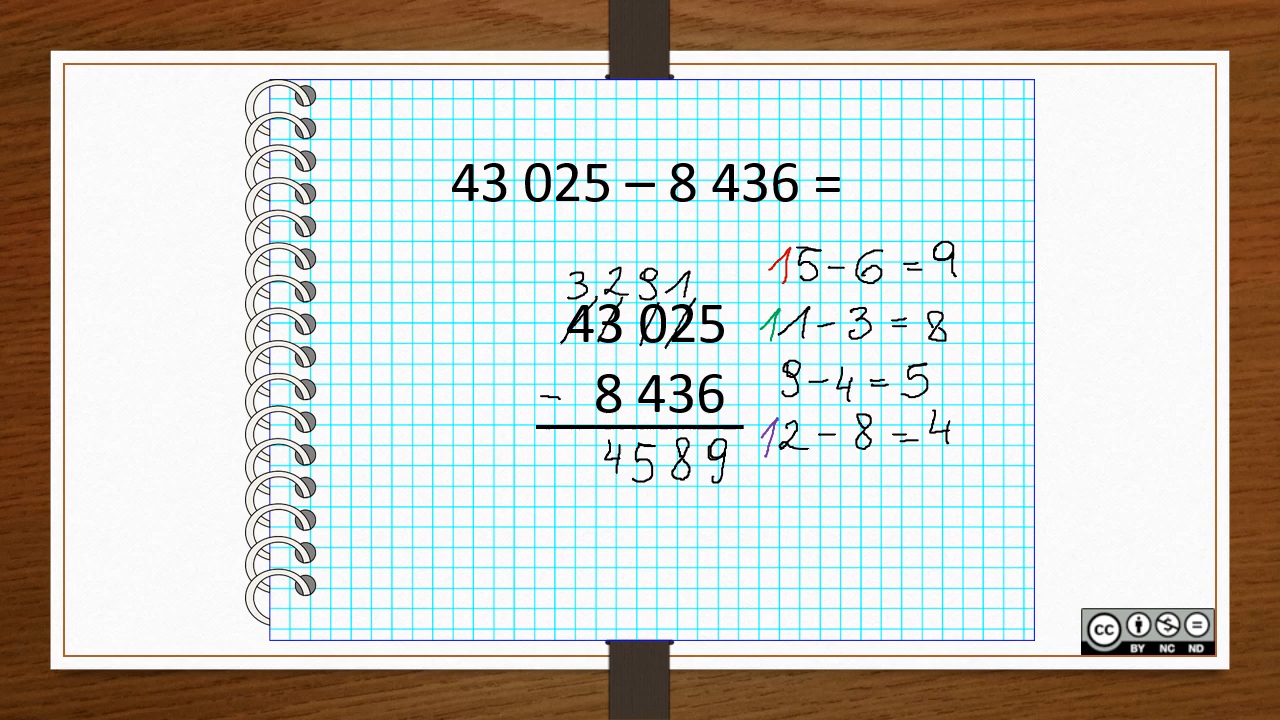 43 025 – 8 436 =
15 - 6 = 9
3 2 9 1
43 025
11 - 3 = 8
9 - 4 = 5
- 8 436
12 - 8 = 4
4589
cc BY NC ND